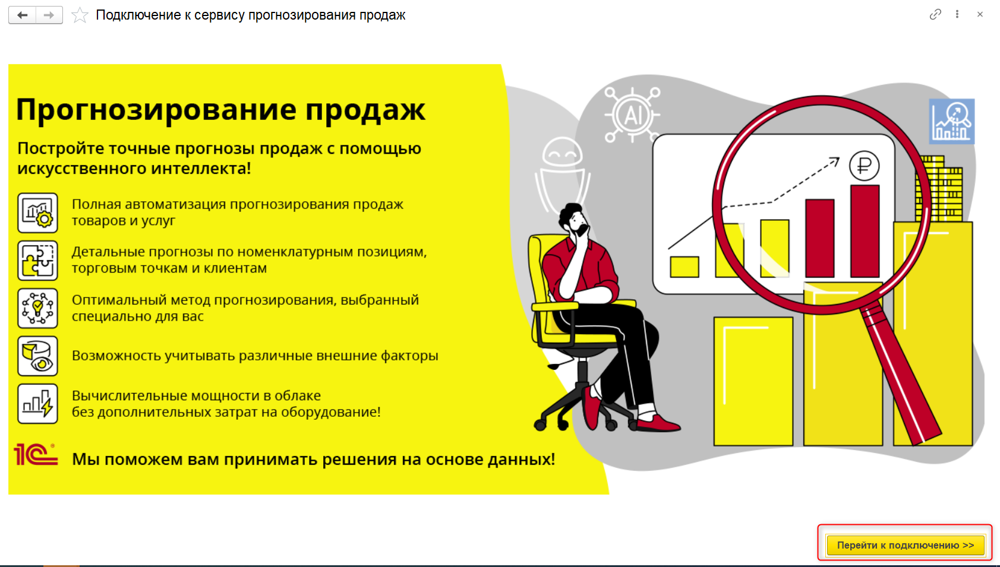 Подключение к сервису прогнозирования продаж
Прогнозирование продаж
Постройте точные прогнозы продаж с помощью
искусственного интеллекта!
Полная автоматизация прогнозирования продаж
товаров и услуг
Детальные прогнозы по номенклатурным позициям,
торговым точкам и клиентам
Оптимальный метод прогнозирования, выбранный
специально для вас
Возможность учитывать различные внешние факторы
Вычислительные мощности в облаке
без дополнительных затрат на оборудование!
1С®
Мы поможем вам принимать решения на основе данных!
AI
₽
Перейти к подключению >>